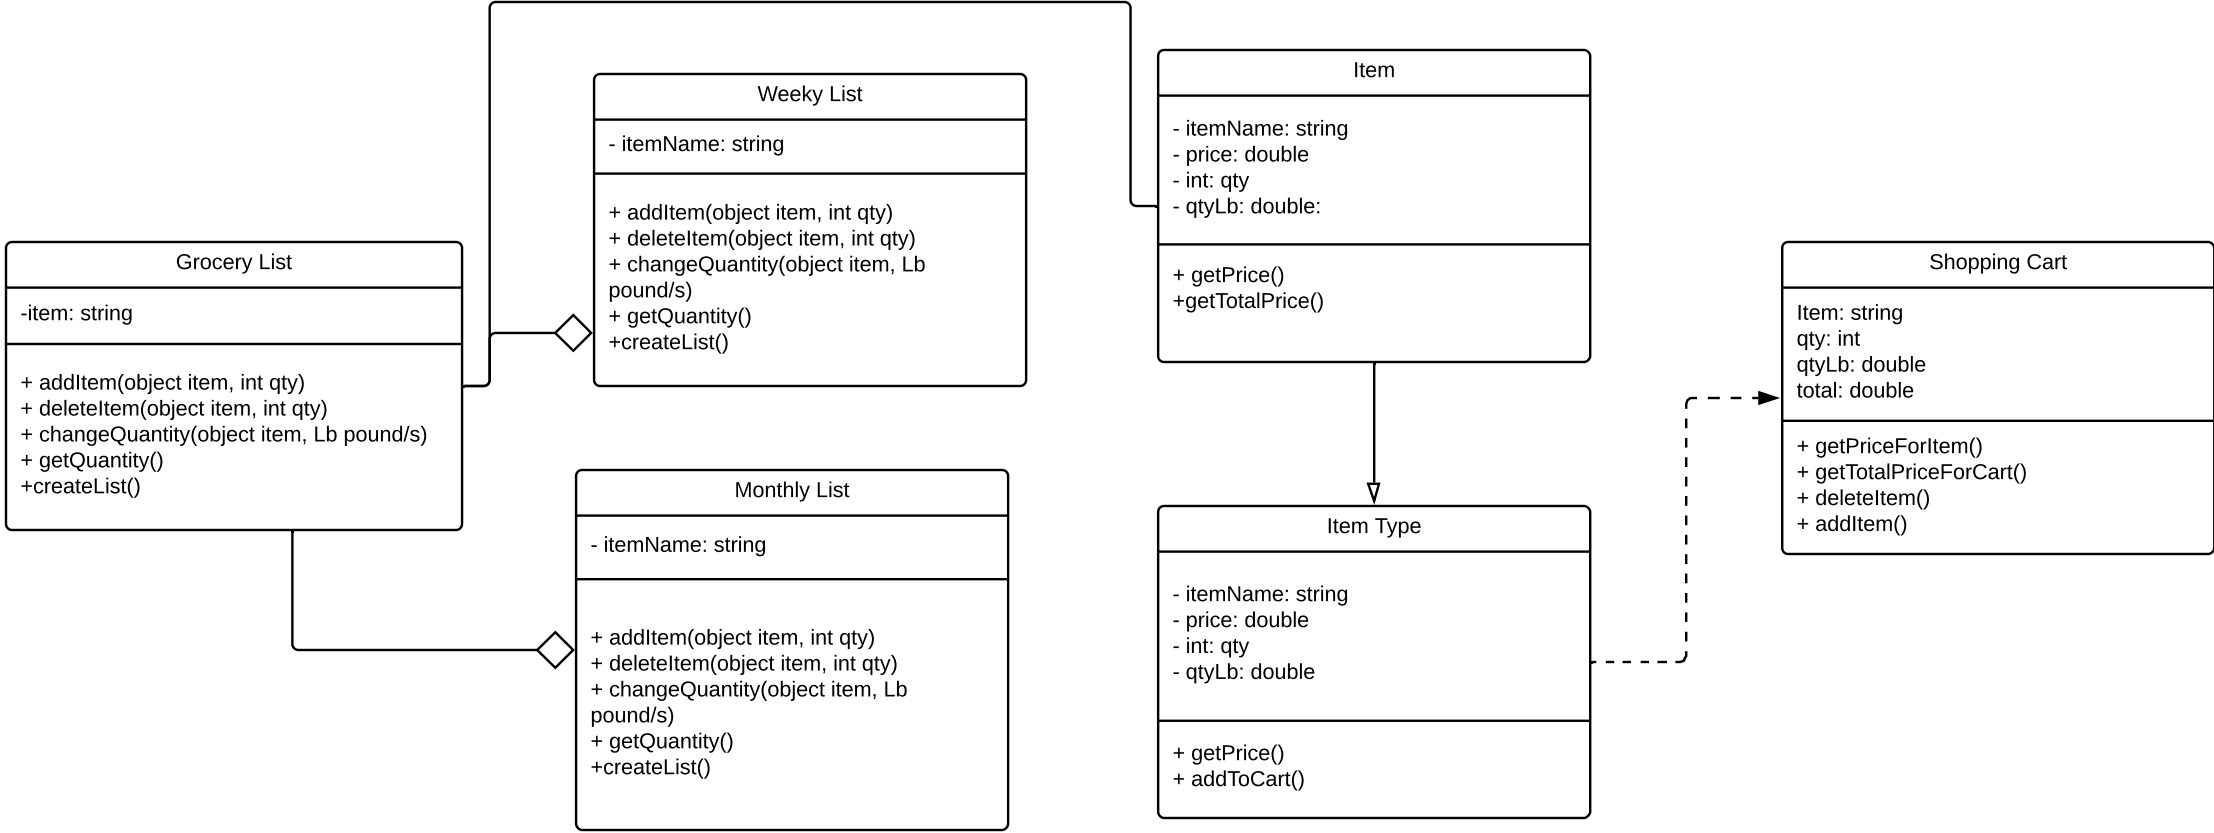 Grocery List
-item: string
+ addItem(object item, int qty)
+ deleteItem(object item, int qty)
+ changeQuantity(object item, Lb pound/s)
+ getQuantity()
+createList()
Weeky List
- itemName: string
+ addItem(object item, int qty)
+ deleteItem(object item, int qty)
+ changeQuantity(object item, Lb
pound/s)
+ getQuantity()
+createList()
Monthly List
- itemName: string
+ addItem(object item, int qty)
+ deleteItem(object item, int qty)
+ changeQuantity(object item, Lb
pound/s)
+ getQuantity()
+createList()
Item
- itemName: string
- price: double
- int: qty
- qtyLb: double:
+ getPrice()
+getTotalPrice()
Item Type
- itemName: string
- price: double
- int: qty
- qtyLb: double
+ getPrice()
+ addToCart()
Shopping Cart
Item: string
qty: int
qtyLb: double
total: double
+ getPriceForItem()
+ getTotalPriceForCart()
+ deleteItem()
+ addItem()